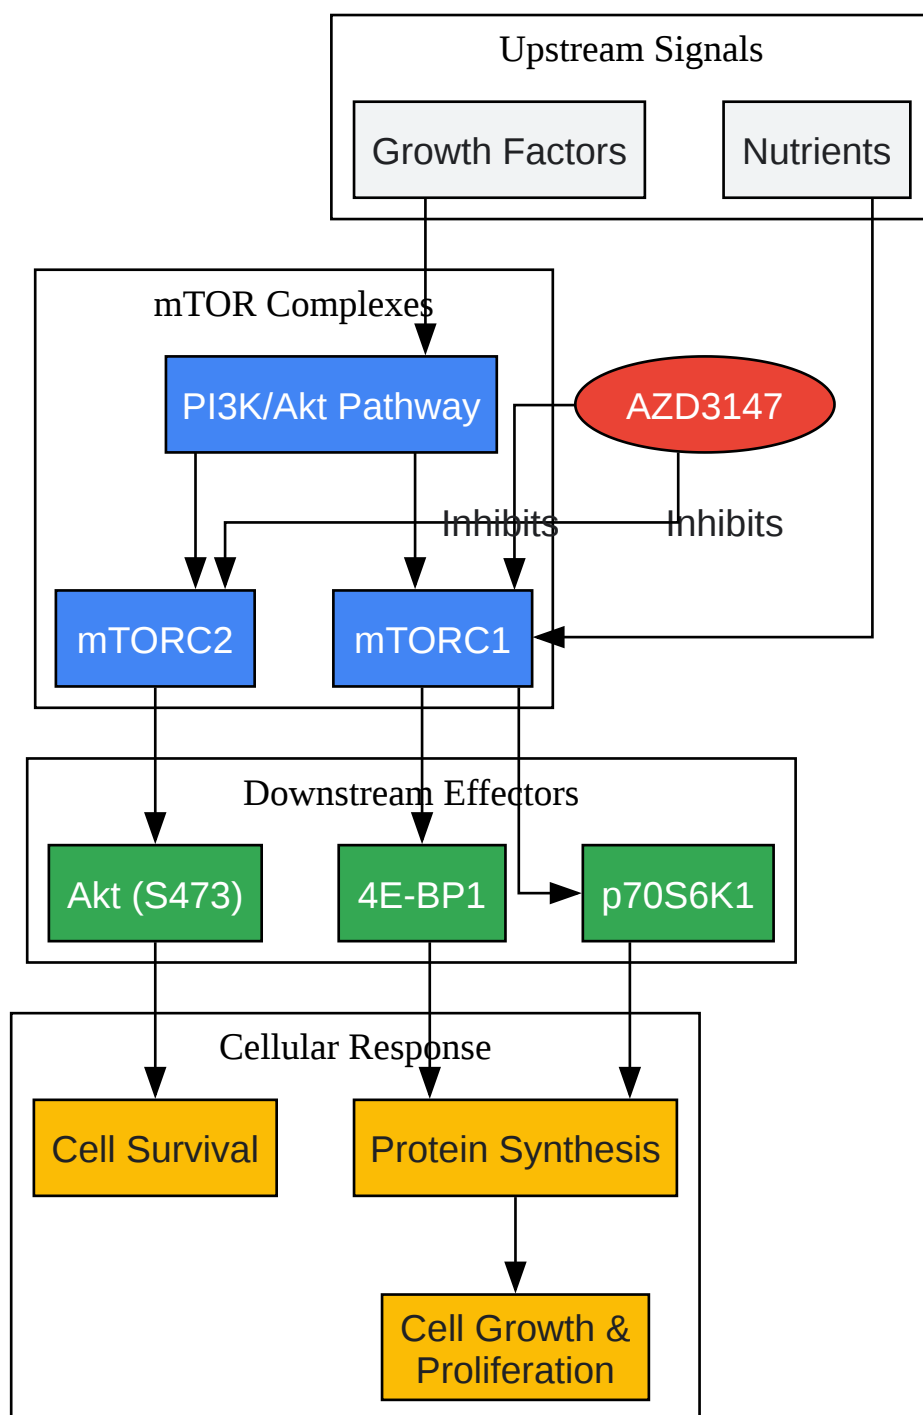 Upstream Signals
Growth Factors
Nutrients
mTOR Complexes
PI3K/Akt Pathway
AZD3147
Inhibits
Inhibits
mTORC2
mTORC1
Downstream Effectors
Akt (S473)
4E-BP1
p70S6K1
Cellular Response
Cell Survival
Protein Synthesis
Cell Growth &
Proliferation